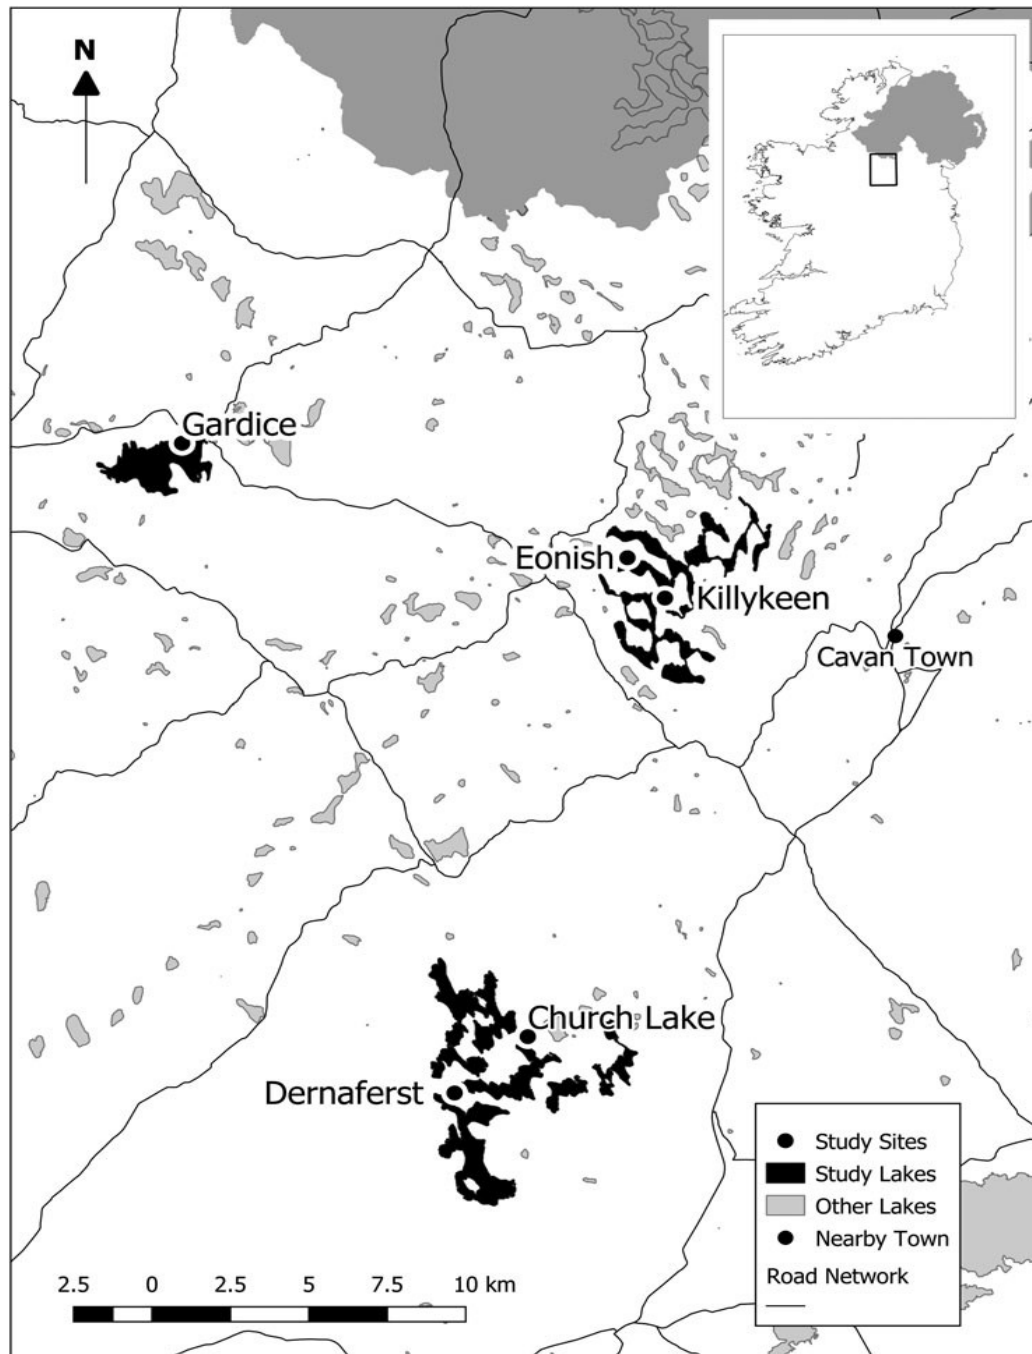 N
Gardice
Eonish
Killykeen
Cavan Town
Church Lake
Dernaferst
Study Sites
Study Lakes
Other Lakes
Nearby Town
Road Network
2.5 0 2.5 5 7.5 10 km